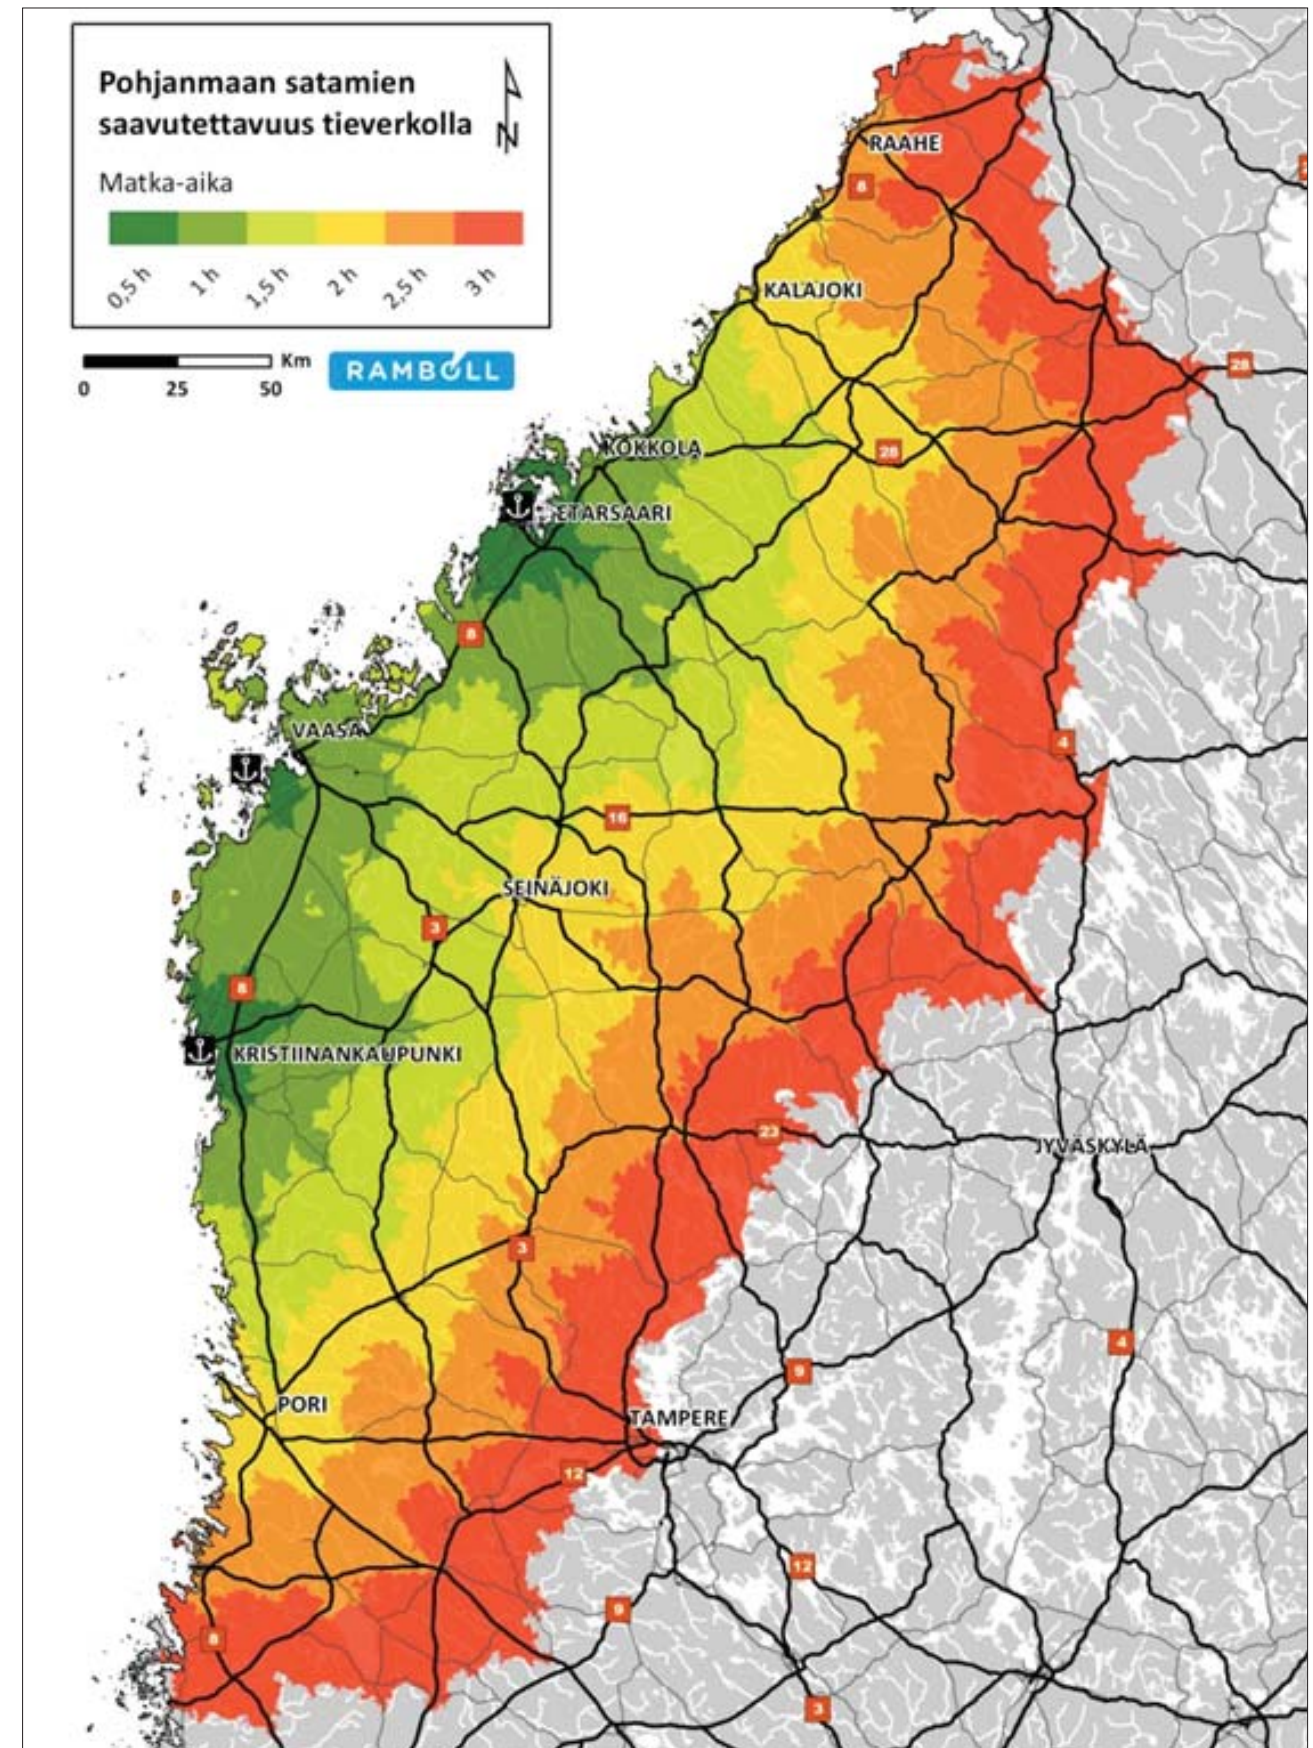 Pohjanmaan satamien
saavutettavuus tieverkolla
N
Matka-aika
0,5 h
1 h
1,5 h
2 h
2,5 h
3 h
Km
0
25
50
RAMBOLL
RAAHE
8
KALAJOKI
28
KOKKOLA
28
ETARSAARI
8
VAASA
4
16
SEINÄJOKI
3
8
KRISTIINANKAUPUNKI
23
JYVÄSKYLÄ
3
4
9
PORI
TAMPERE
12
12
9
8
3